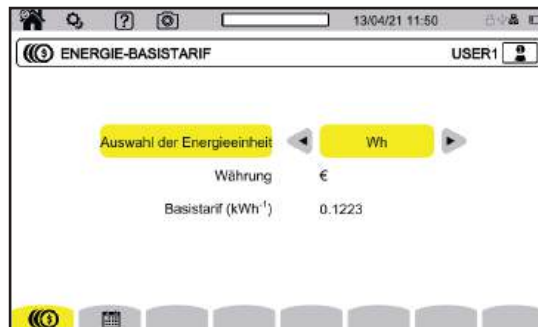 13/04/21 11:50
ENERGIE-BASISTARIF USER1
Auswahl der Energieeinheit Wh
Währung €
Basistarif (kWh⁻¹) 0.1223